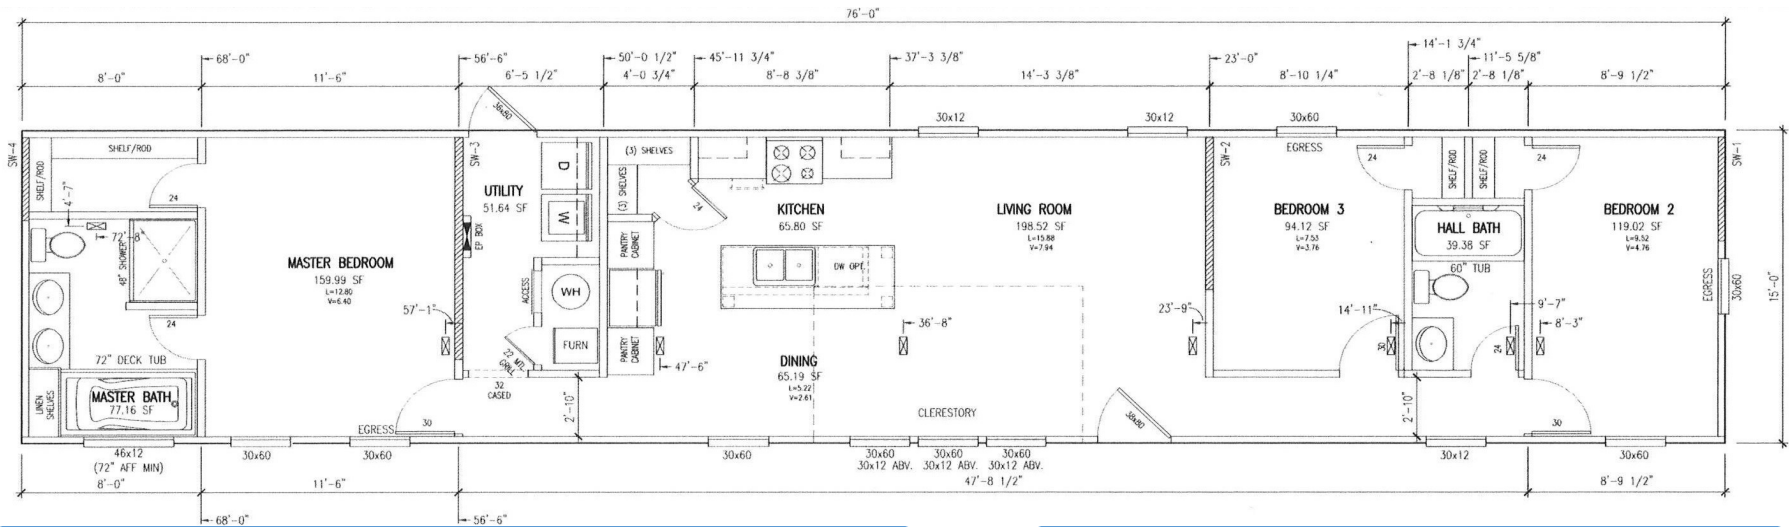 76'-0"
68'-0"
56'-6"
50'-0 1/2"
45'-11 3/4"
37'-3 3/8"
23'-0"
14'-1 3/4"
11'-5 5/8"
8'-0"
11'-6"
6'-5 1/2"
4'-0 3/4"
8'-8 3/8"
14'-3 3/8"
8'-10 1/4"
2'-8 1/8"
2'-8 1/8"
8'-9 1/2"
36x80
30x12
30x12
30x60
EGRESS
SW-4
SHELF/ROD
SHELF/ROD
24
4'-7"
72'-8"
48" SHOWER
24
72" DECK TUB
LINEN
SHELVES
MASTER BATH
77.16 SF
MASTER BEDROOM
159.99 SF
L=12.80
V=6.40
57'-1"
EGRESS
30
SW-3
UTILITY
51.64 SF
EP BOX
D
W
ACCESS
WH
FURN
22 MTL
GRILL
32
CASED
2'-10"
(3) SHELVES
(3) SHELVES
24
PANTRY
CABINET
PANTRY
CABINET
47'-6"
KITCHEN
65.80 SF
DW OPT.
DINING
65.19 SF
L=5.22
V=2.61
36'-8"
LIVING ROOM
198.52 SF
L=15.88
V=7.94
CLERESTORY
38x80
23'-9"
SW-2
BEDROOM 3
94.12 SF
L=7.53
V=3.76
24
14'-11"
30
SHELF/ROD
SHELF/ROD
HALL BATH
39.38 SF
60" TUB
9'-7"
24
2'-10"
24
8'-3"
BEDROOM 2
119.02 SF
L=9.52
V=4.76
30
SW-1
EGRESS
30x60
15'-0"
46x12
(72" AFF MIN)
30x60
30x60
30x60
30x60
30x12 ABV.
30x60
30x12 ABV.
30x60
30x12 ABV.
30x12
30x60
8'-0"
11'-6"
47'-8 1/2"
8'-9 1/2"
68'-0"
56'-6"